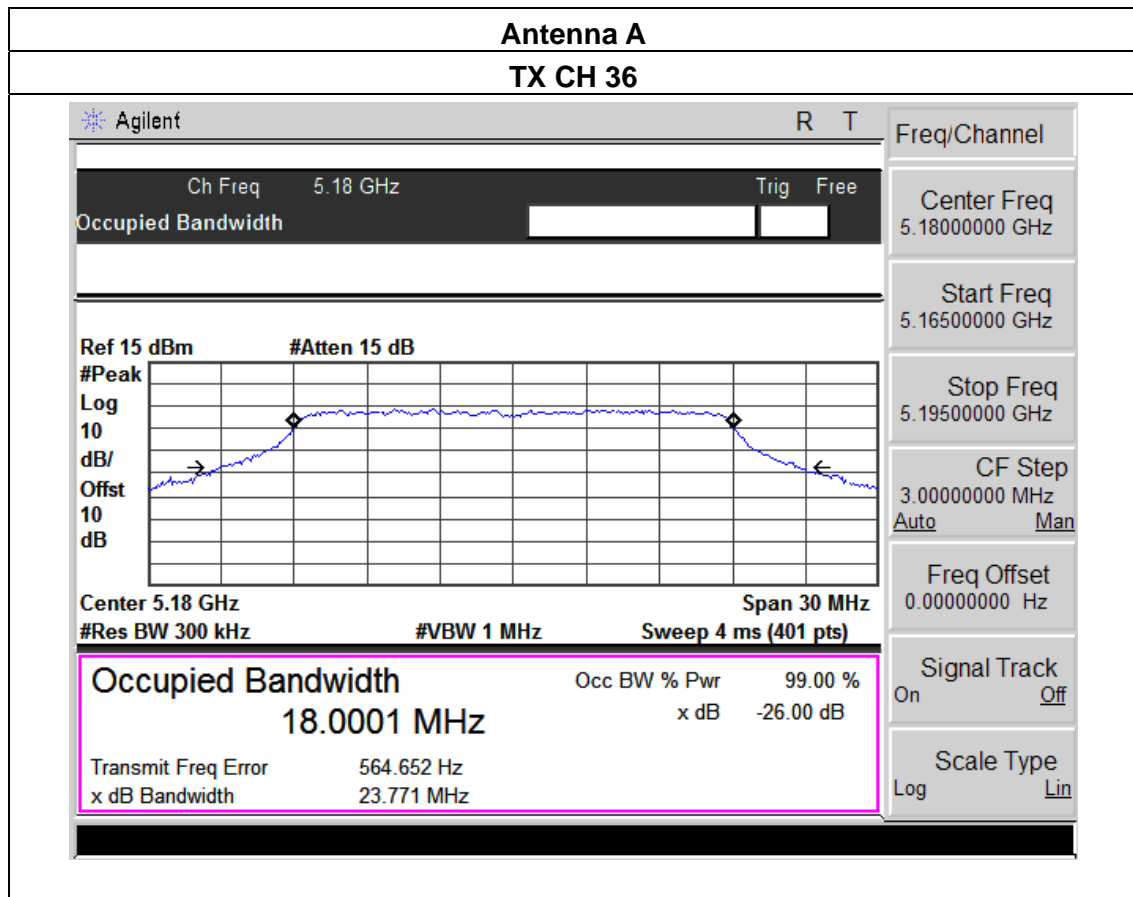 Antenna A
TX CH 36
Agilent R T
Ch Freq 5.18 GHz Trig Free
Occupied Bandwidth
Ref 15 dBm #Atten 15 dB
#Peak
Log
10
dB/
Offst
10
dB
Center 5.18 GHz Span 30 MHz
#Res BW 300 kHz #VBW 1 MHz Sweep 4 ms (401 pts)
Occupied Bandwidth Occ BW % Pwr 99.00 %
18.0001 MHz x dB -26.00 dB
Transmit Freq Error 564.652 Hz
x dB Bandwidth 23.771 MHz
Freq/Channel
Center Freq
5.18000000 GHz
Start Freq
5.16500000 GHz
Stop Freq
5.19500000 GHz
CF Step
3.00000000 MHz
Auto Man
Freq Offset
0.00000000 Hz
Signal Track
On Off
Scale Type
Log Lin